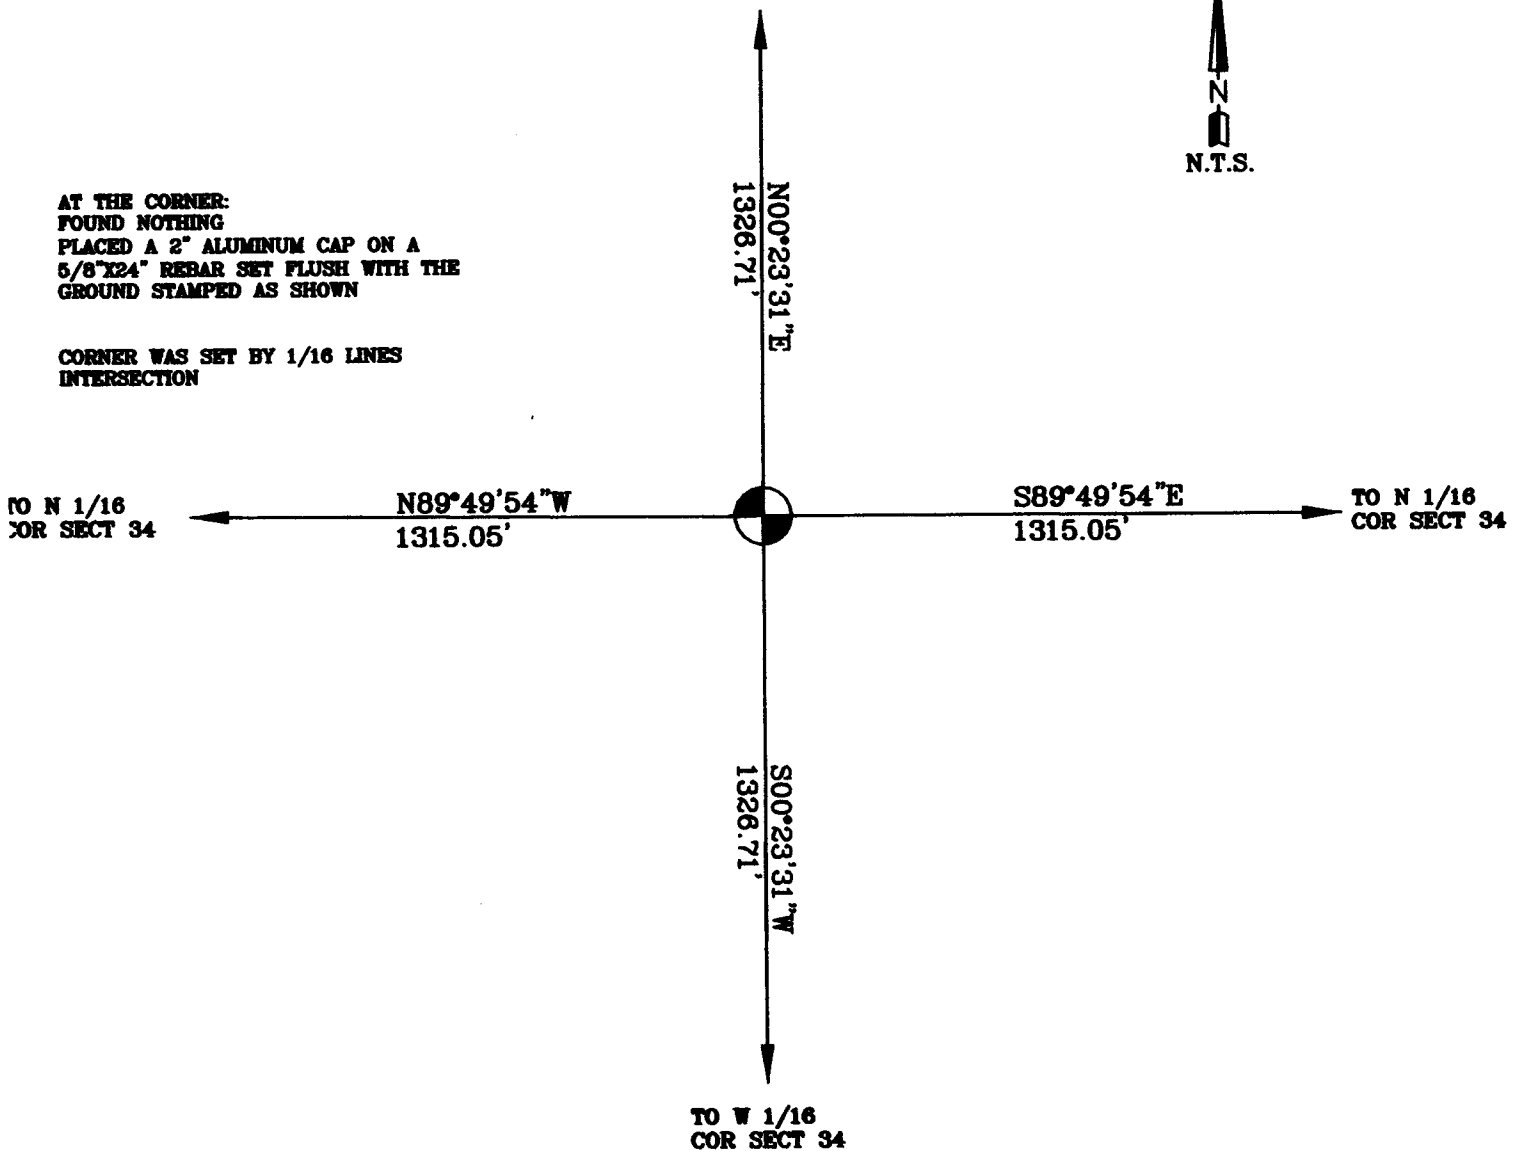 N
N.T.S.
AT THE CORNER:
FOUND NOTHING
PLACED A 2" ALUMINUM CAP ON A
5/8"X24" REBAR SET FLUSH WITH THE
GROUND STAMPED AS SHOWN
CORNER WAS SET BY 1/16 LINES
INTERSECTION
N00°23'31"E
1326.71'
TO N 1/16
COR SECT 34
N89°49'54"W
1315.05'
S89°49'54"E
1315.05'
TO N 1/16
COR SECT 34
S00°23'31"W
1326.71'
TO W 1/16
COR SECT 34